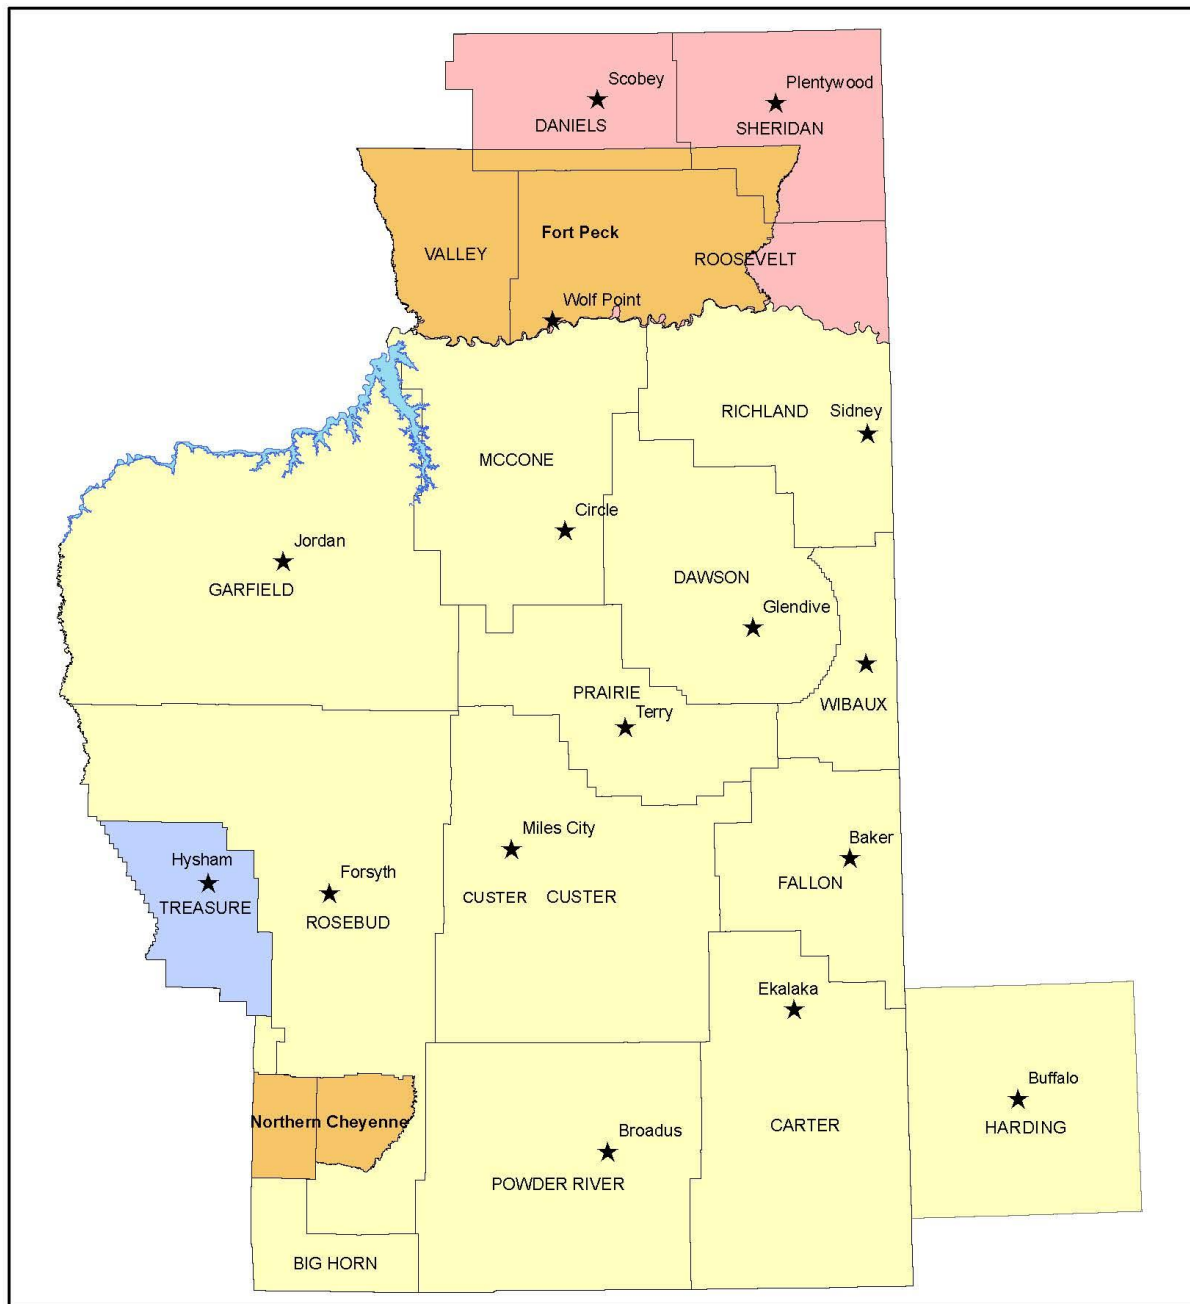 Scobey
Plentywood
DANIELS
SHERIDAN
Fort Peck
VALLEY
ROOSEVELT
Wolf Point
RICHLAND
Sidney
MCCONE
Circle
Jordan
GARFIELD
DAWSON
Glendive
PRAIRIE
WIBAUX
Terry
Miles City
Baker
Hysham
Forsyth
FALLON
CUSTER
CUSTER
TREASURE
ROSEBUD
Ekalaka
Buffalo
Northern Cheyenne
CARTER
HARDING
Broadus
POWDER RIVER
BIG HORN